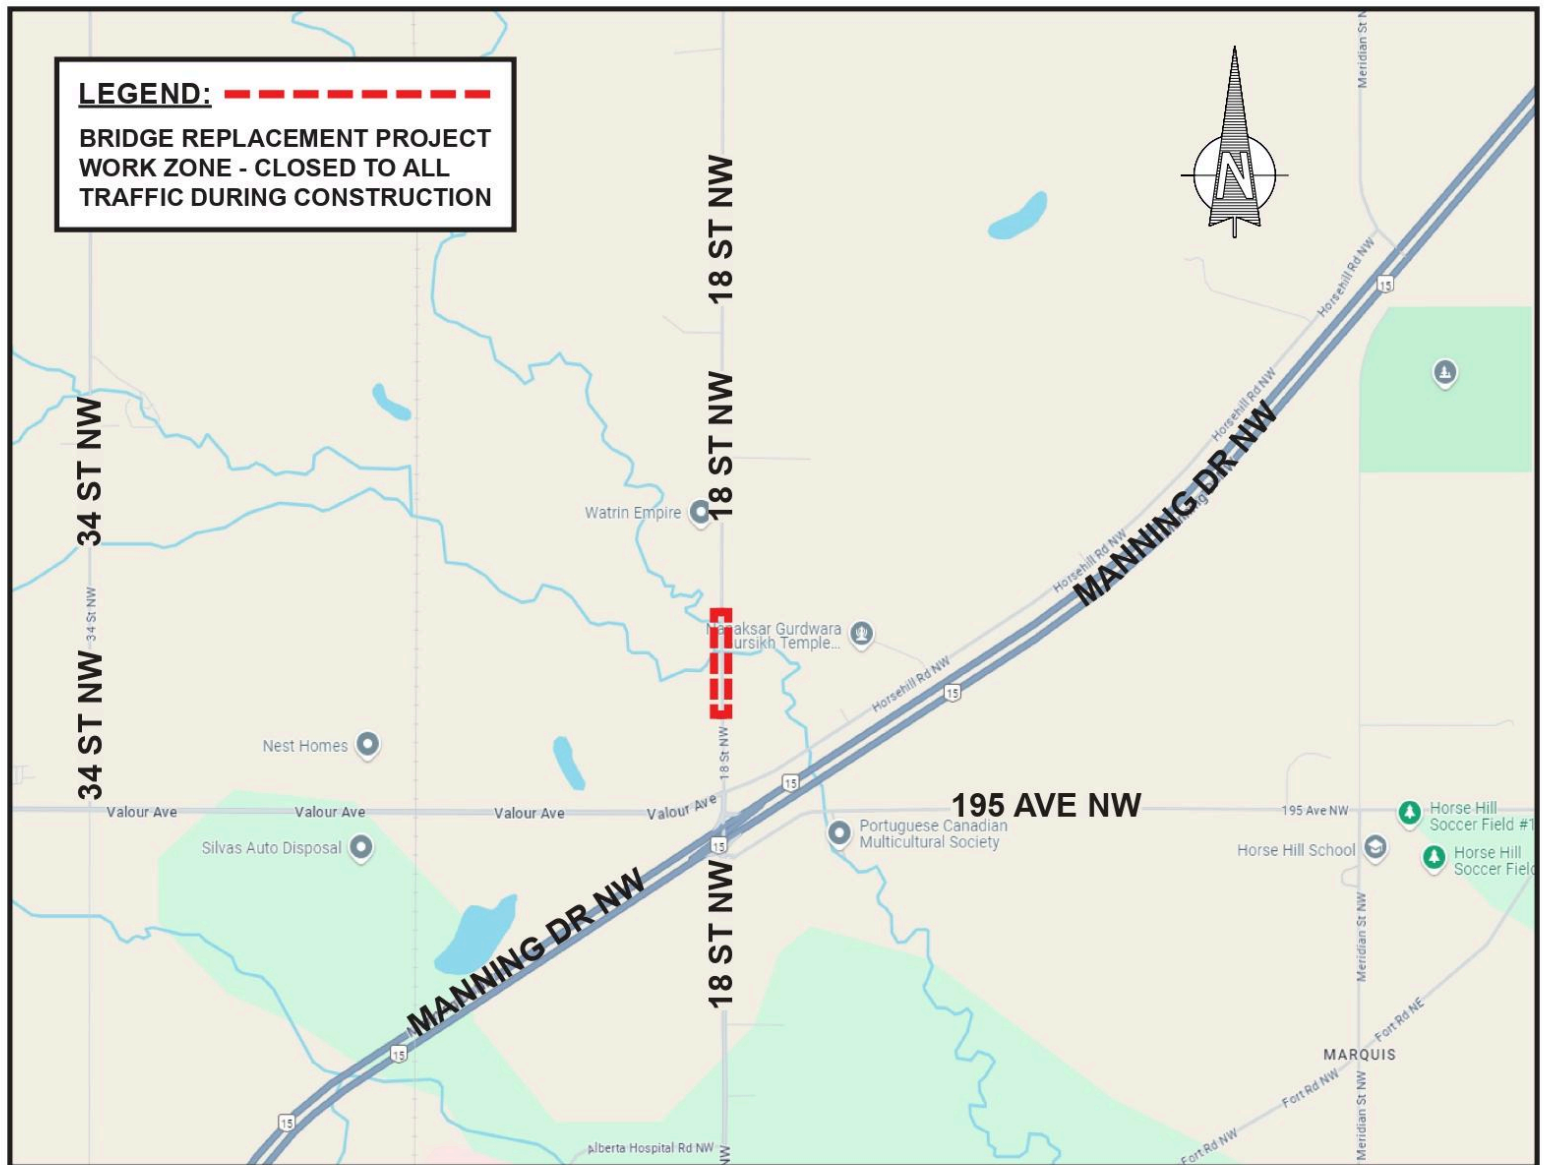 LEGEND:
BRIDGE REPLACEMENT PROJECT
WORK ZONE - CLOSED TO ALL
TRAFFIC DURING CONSTRUCTION
Meridian St N
N
18 ST NW
Horsehill Rd NW
15
18 ST NW
34 ST NW
Horsehill Rd NW
MANNING DR NW
Watrin Empire
Horsehill Rd NW
34 St NW
aksar Gurdwara
ursikh Temple...
Horsehill Rd NW
15
34 ST NW
Nest Homes
18 St NW
15
Valour Ave
Valour Ave
Valour Ave
Valour Ave
195 AVE NW
195 Ave NW
Horse Hill
Soccer Field #1
Portuguese Canadian
Multicultural Society
15
Silvas Auto Disposal
Horse Hill School
Horse Hill
Soccer Fiel
MANNING DR NW
18 ST NW
Meridian St NW
15
Fort Rd NE
MARQUIS
15
Fort Rd NW
Meridian St NW
Alberta Hospital Rd NW
NW
Fort Rd NW